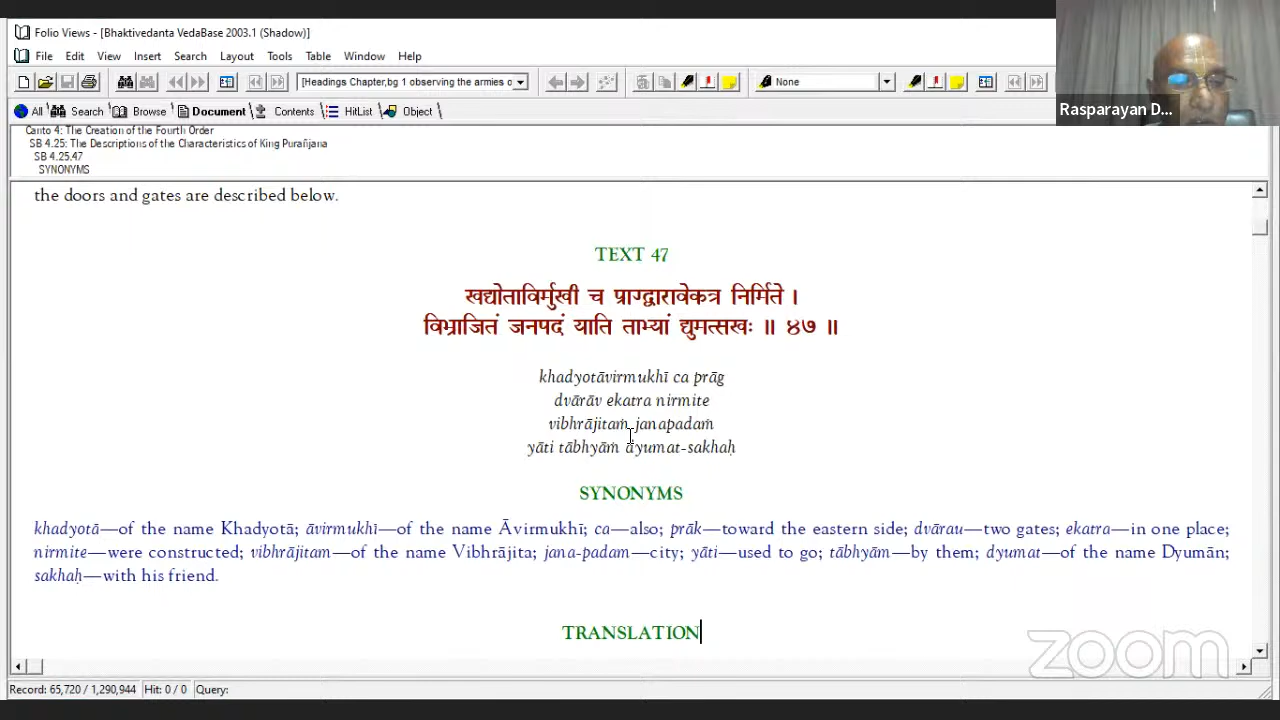 Folio Views - [Bhaktivedanta VedaBase 2003.1 (Shadow)]
File Edit View Insert Search Layout Tools Table Window Help
[Headings Chapter,bg 1 observing the armies o
None
All Search Browse Document Contents HitList Object
Rasparayan D...
Canto 4: The Creation of the Fourth Order
SB 4.25: The Descriptions of the Characteristics of King Purañjana
SB 4.25.47
SYNONYMS
the doors and gates are described below.
TEXT 47
खद्योताविर्मुखी च प्राग्द्वारावेकत्र निर्मिते ।
विभ्राजितं जनपदं याति ताभ्यां द्युमत्सखः ॥ ४७ ॥
khadyotāvirmukhī ca prāg
dvārāv ekatra nirmite
vibhrājitaṁ janapadaṁ
yāti tābhyāṁ dyumat-sakhaḥ
SYNONYMS
khadyotā—of the name Khadyotā; āvirmukhī—of the name Āvirmukhī; ca—also; prāk—toward the eastern side; dvārau—two gates; ekatra—in one place;
nirmite—were constructed; vibhrājitam—of the name Vibhrājita; jana-padam—city; yāti—used to go; tābhyām—by them; dyumat—of the name Dyumān;
sakhaḥ—with his friend.
TRANSLATION
zoom
Record: 65,720 / 1,290,944 Hit: 0 / 0 Query: